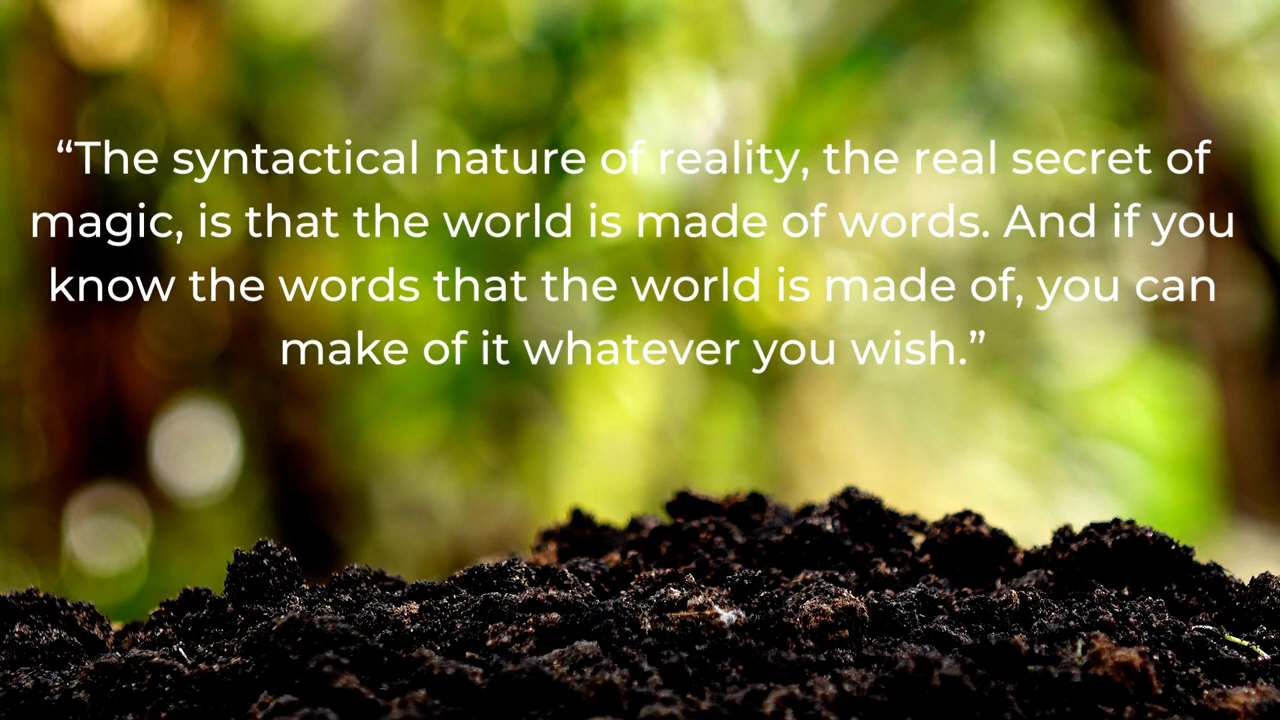 “The syntactical nature of reality, the real secret of
magic, is that the world is made of words. And if you
know the words that the world is made of, you can
make of it whatever you wish.”